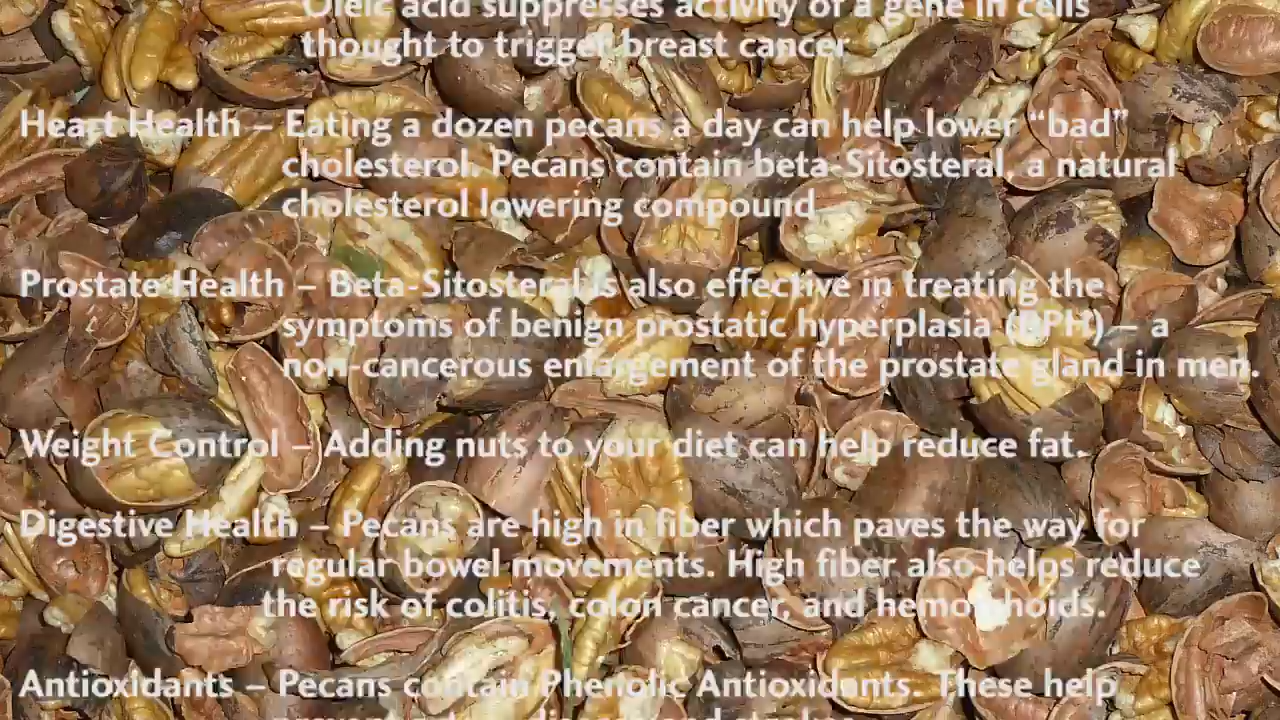 Oleic acid suppresses activity of a gene in cells
thought to trigger breast cancer
Heart Health – Eating a dozen pecans a day can help lower “bad”
cholesterol. Pecans contain beta-Sitosteral, a natural
cholesterol lowering compound
Prostate Health – Beta-Sitosteral is also effective in treating the
symptoms of benign prostatic hyperplasia (BPH) – a
non-cancerous enlargement of the prostate gland in men.
Weight Control – Adding nuts to your diet can help reduce fat.
Digestive Health – Pecans are high in fiber which paves the way for
regular bowel movements. High fiber also helps reduce
the risk of colitis, colon cancer, and hemorrhoids.
Antioxidants – Pecans contain Phenolic Antioxidants. These help